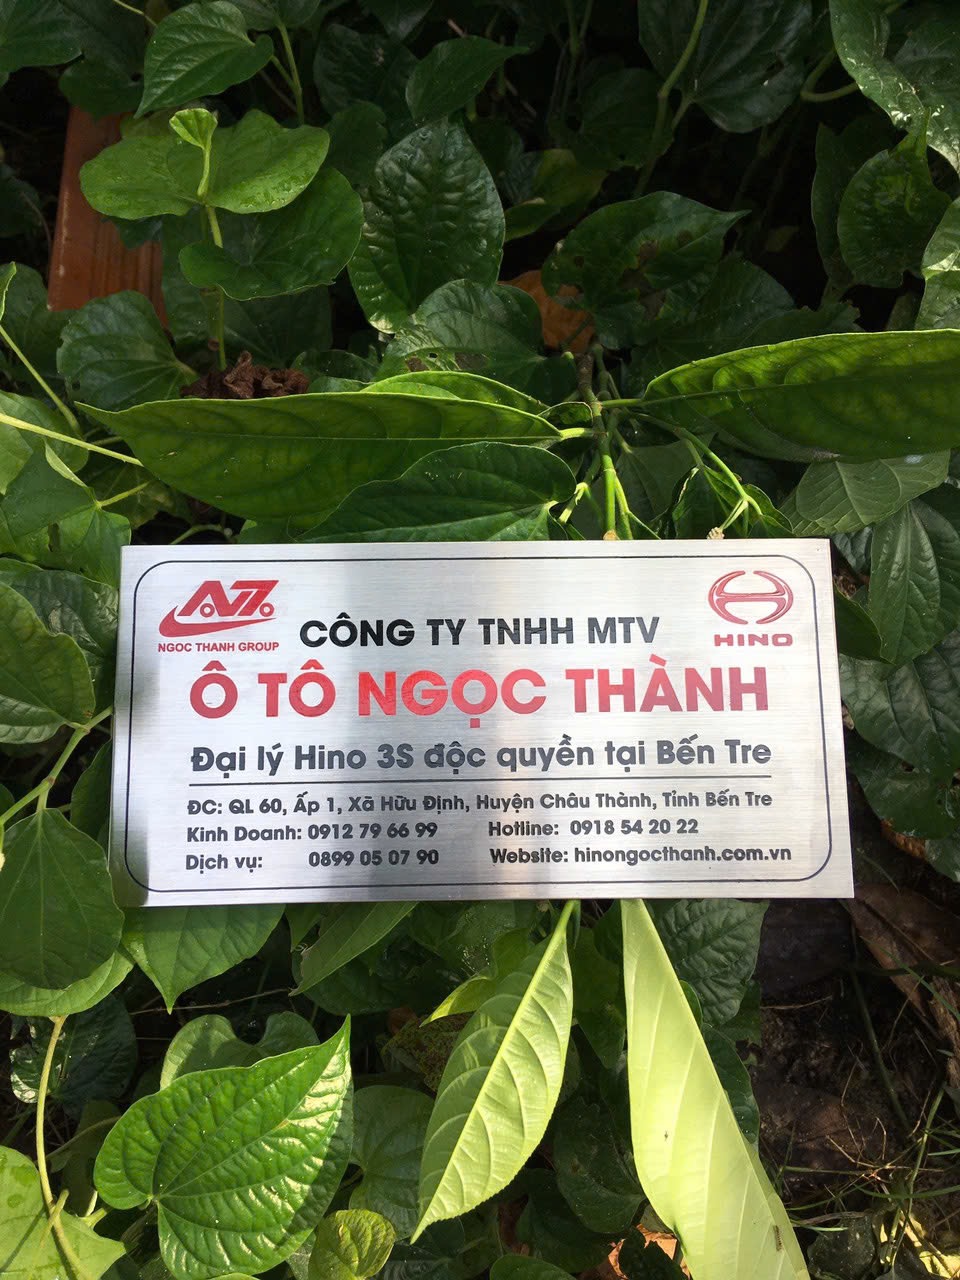 NGOC THANH GROUP
HINO
CÔNG TY TNHH MTV
Ô TÔ NGỌC THÀNH
Đại lý Hino 3S độc quyền tại Bến Tre
ĐC: QL 60, Ấp 1, Xã Hữu Định, Huyện Châu Thành, Tỉnh Bến Tre
Kinh Doanh: 0912 79 66 99 Hotline: 0918 54 20 22
Dịch vụ: 0899 05 07 90 Website: hinongocthanh.com.vn